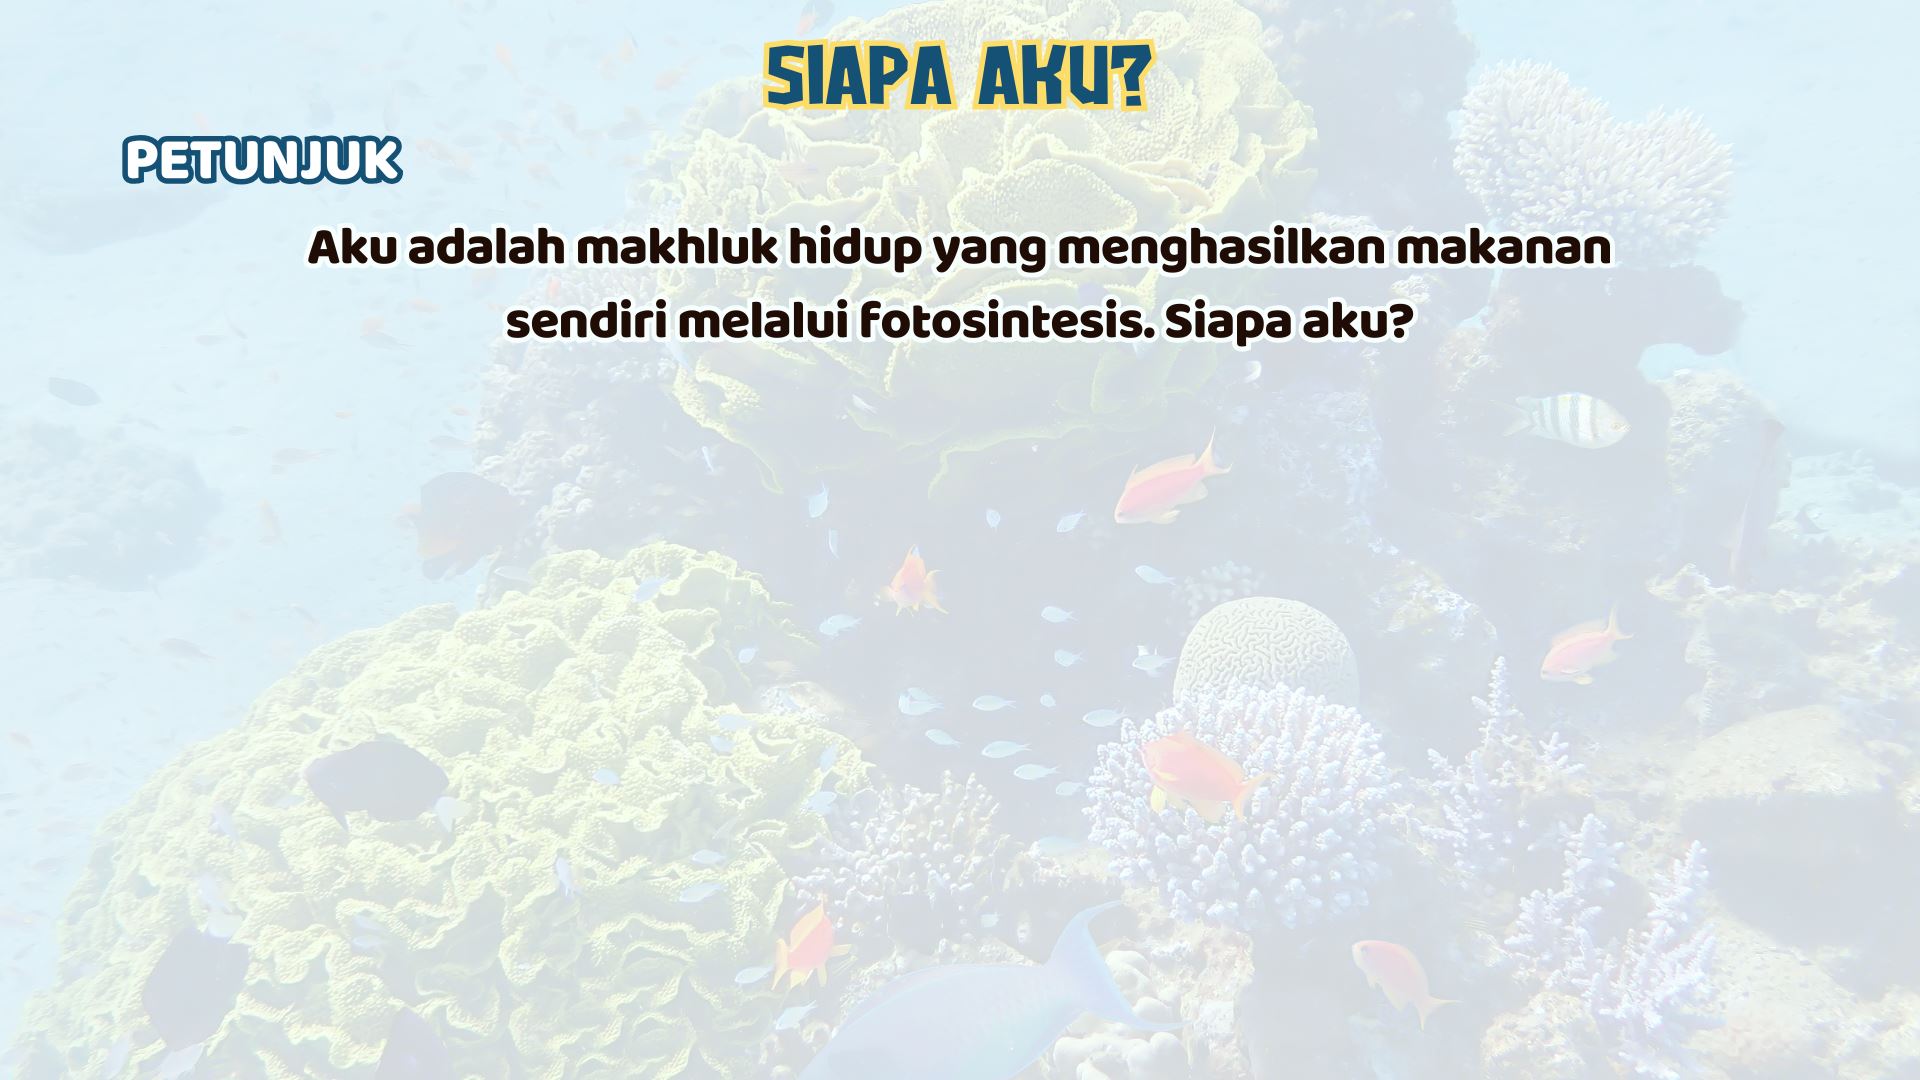 SIAPA AKU?
PETUNJUK
Aku adalah makhluk hidup yang menghasilkan makanan
sendiri melalui fotosintesis. Siapa aku?